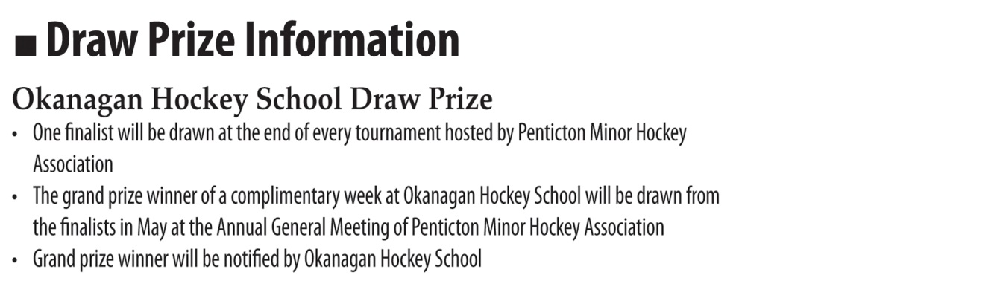 ■ Draw Prize Information
Okanagan Hockey School Draw Prize
• One finalist will be drawn at the end of every tournament hosted by Penticton Minor Hockey
Association
• The grand prize winner of a complimentary week at Okanagan Hockey School will be drawn from
the finalists in May at the Annual General Meeting of Penticton Minor Hockey Association
• Grand prize winner will be notified by Okanagan Hockey School